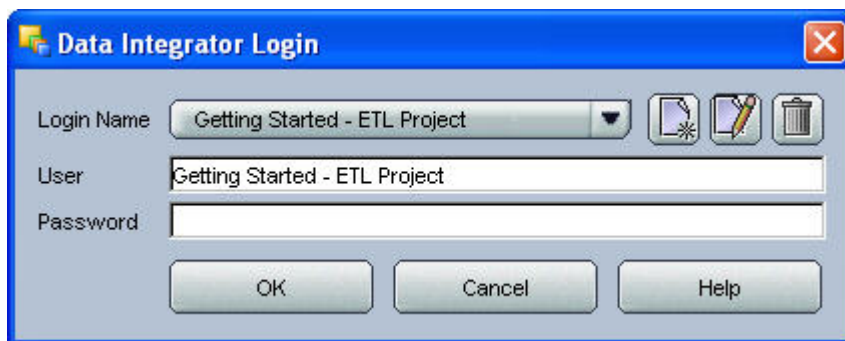 Data Integrator Login
Login Name Getting Started - ETL Project
User Getting Started - ETL Project
Password
OK Cancel Help